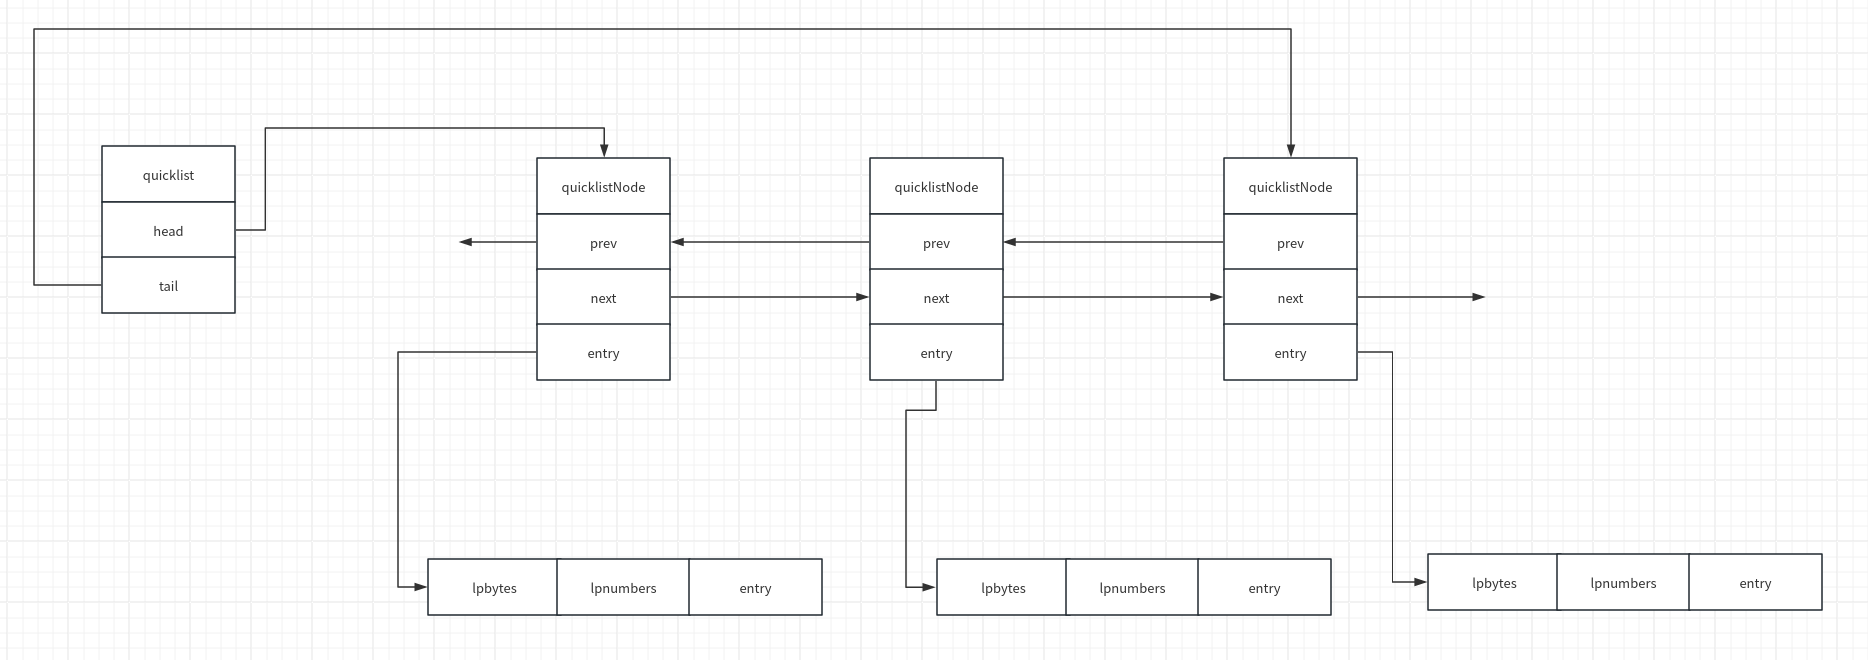 quicklist
head
tail
quicklistNode
prev
next
entry
quicklistNode
prev
next
entry
quicklistNode
prev
next
entry
lpbytes lpnumbers entry
lpbytes lpnumbers entry
lpbytes lpnumbers entry